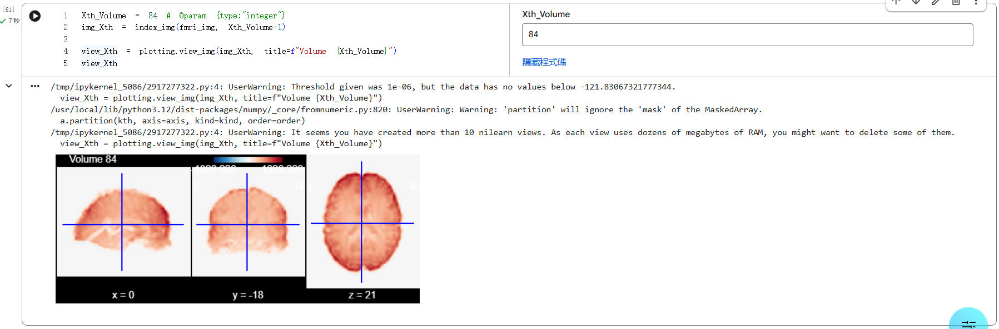 [61]
7 秒
1 Xth_Volume = 84 # @param {type:"integer"}
2 img_Xth = index_img(fmri_img, Xth_Volume-1)
3
4 view_Xth = plotting.view_img(img_Xth, title=f"Volume {Xth_Volume}")
5 view_Xth
Xth_Volume
84
隱藏程式碼
/tmp/ipykernel_5086/2917277322.py:4: UserWarning: Threshold given was 1e-06, but the data has no values below -121.83067321777344.
view_Xth = plotting.view_img(img_Xth, title=f"Volume {Xth_Volume}")
/usr/local/lib/python3.12/dist-packages/numpy/_core/fromnumeric.py:820: UserWarning: Warning: 'partition' will ignore the 'mask' of the MaskedArray.
a.partition(kth, axis=axis, kind=kind, order=order)
/tmp/ipykernel_5086/2917277322.py:4: UserWarning: It seems you have created more than 10 nilearn views. As each view uses dozens of megabytes of RAM, you might want to delete some of them.
view_Xth = plotting.view_img(img_Xth, title=f"Volume {Xth_Volume}")
Volume 84
L R L R
x = 0 y = -18 z = 21